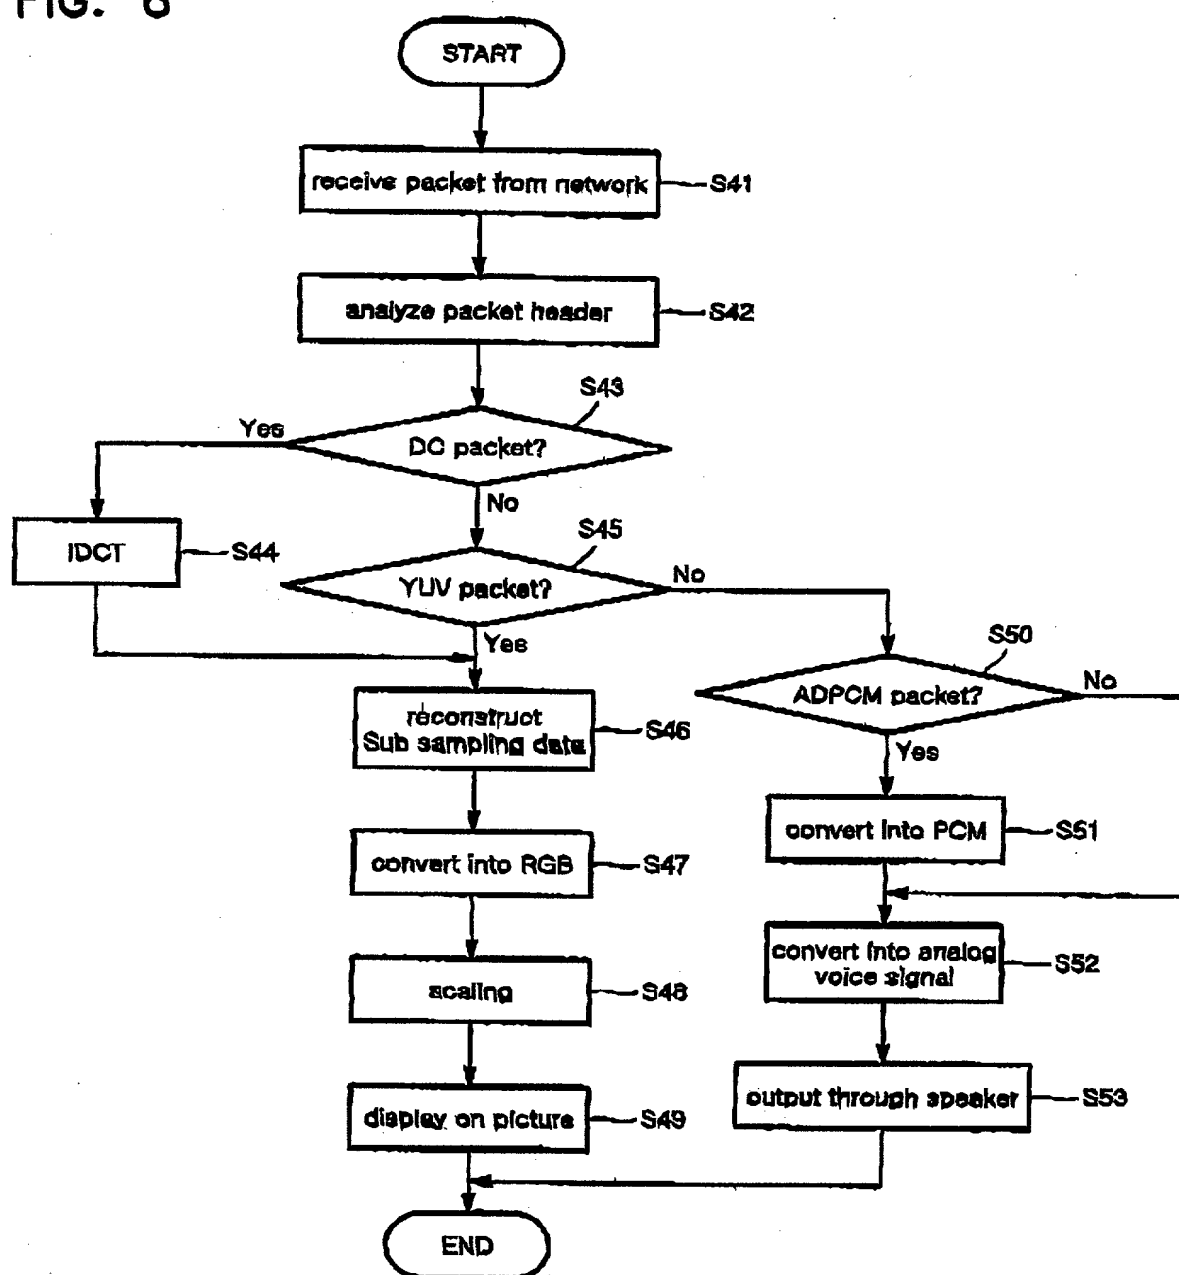 FIG. 6
START
receive packet from network
S41
analyze packet header
S42
S43
Yes
DC packet?
No
IDCT
S44
S45
YUV packet?
No
Yes
S50
ADPCM packet?
No
reconstruct
Sub sampling data
S46
Yes
convert into PCM
S51
convert into RGB
S47
convert into analog
voice signal
S52
scaling
S48
output through speaker
S53
display on picture
S49
END